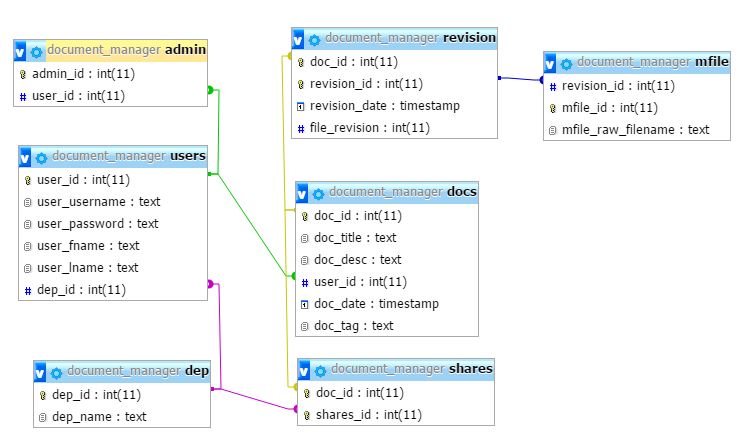 document_manager admin
admin_id : int(11)
# user_id : int(11)
document_manager users
user_id : int(11)
user_username : text
user_password : text
user_fname : text
user_lname : text
# dep_id : int(11)
document_manager dep
dep_id : int(11)
dep_name : text
document_manager revision
doc_id : int(11)
revision_id : int(11)
revision_date : timestamp
# file_revision : int(11)
document_manager docs
doc_id : int(11)
doc_title : text
doc_desc : text
# user_id : int(11)
doc_date : timestamp
doc_tag : text
document_manager shares
doc_id : int(11)
shares_id : int(11)
document_manager mfile
# revision_id : int(11)
mfile_id : int(11)
mfile_raw_filename : text